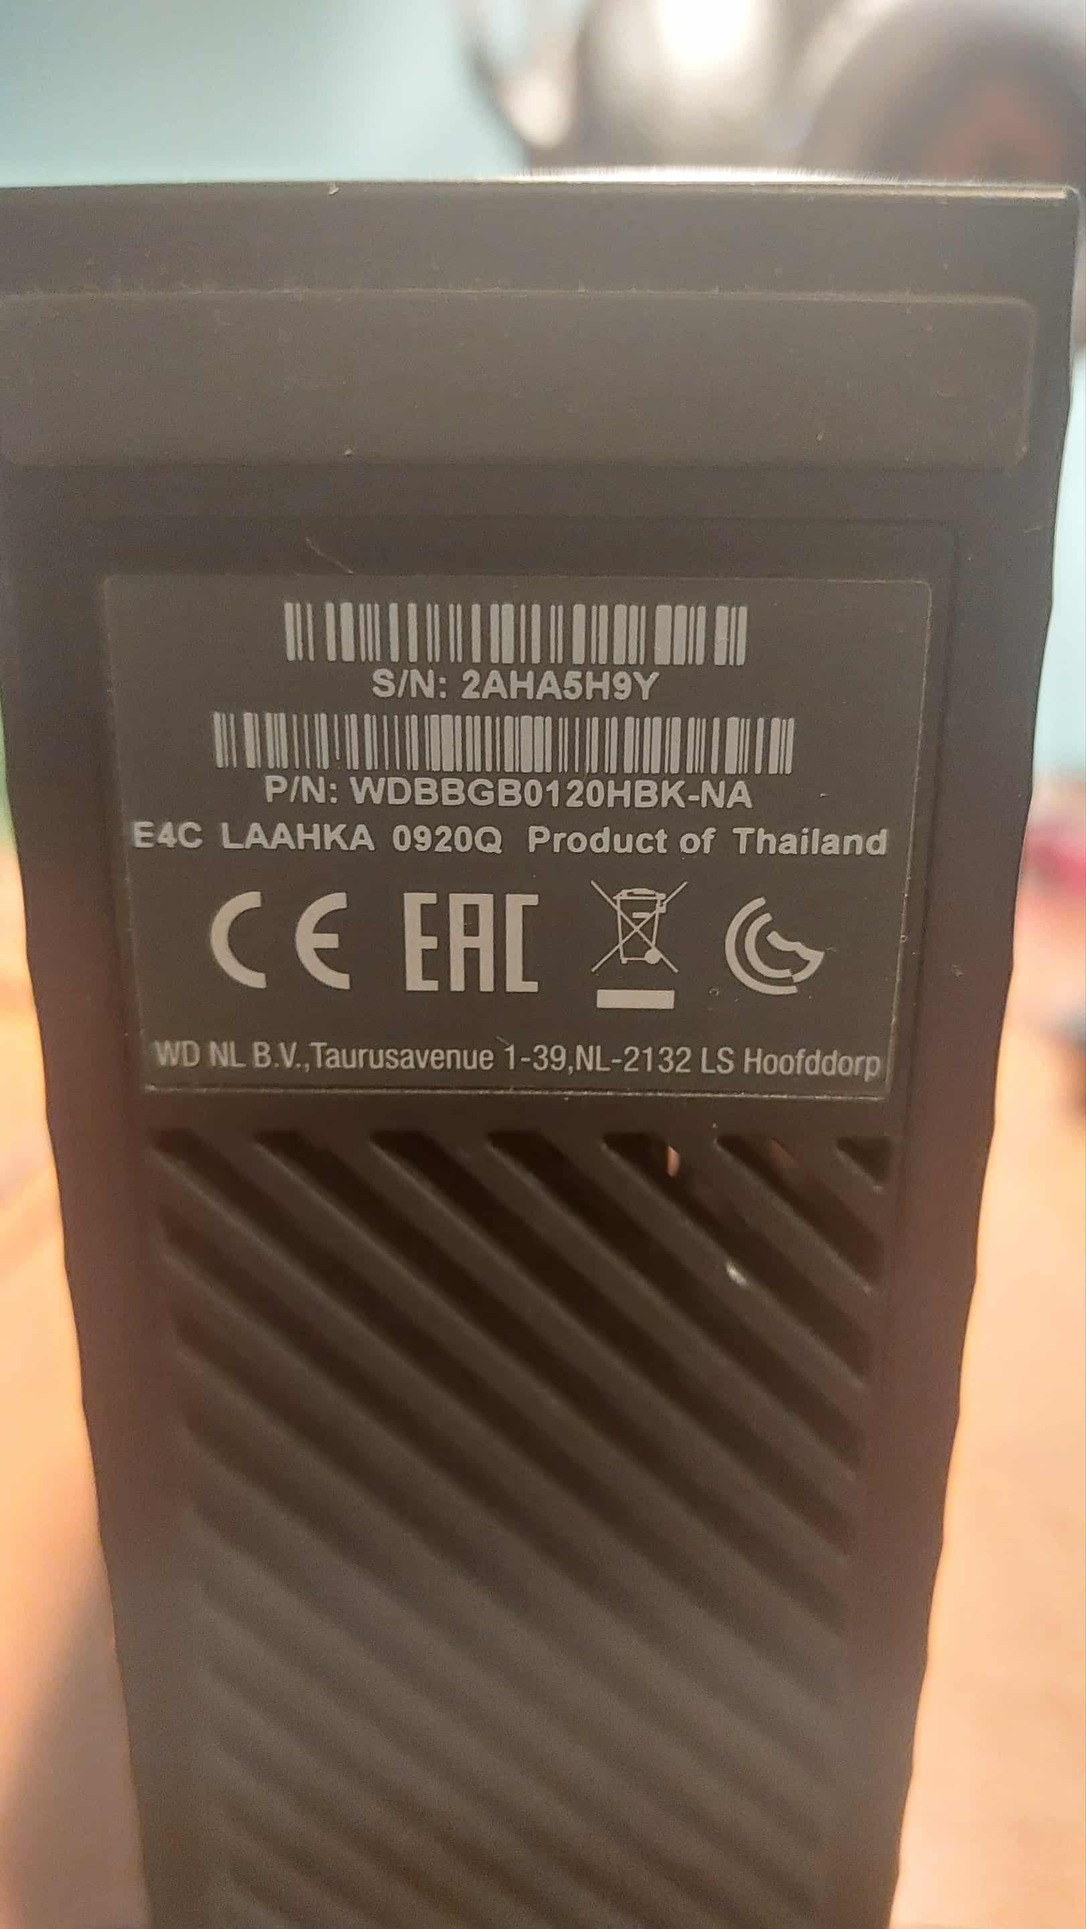 S/N: 2AHA5H9Y
P/N: WDBBGB0120HBK-NA
E4C LAAHKA 0920Q Product of Thailand
CE EAC
WD NL B.V.,Taurusavenue 1-39,NL-2132 LS Hoofddorp